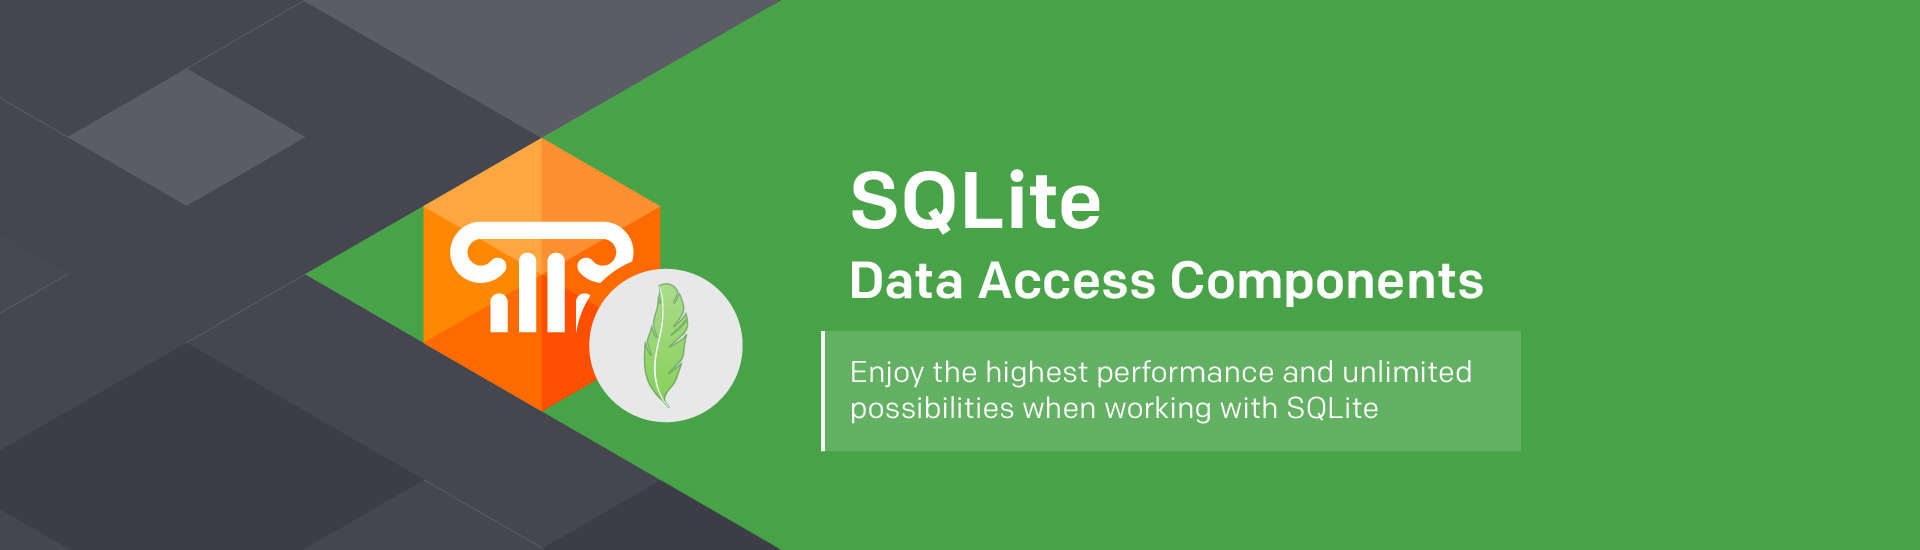 SQLite
Data Access Components
Enjoy the highest performance and unlimited
possibilities when working with SQLite